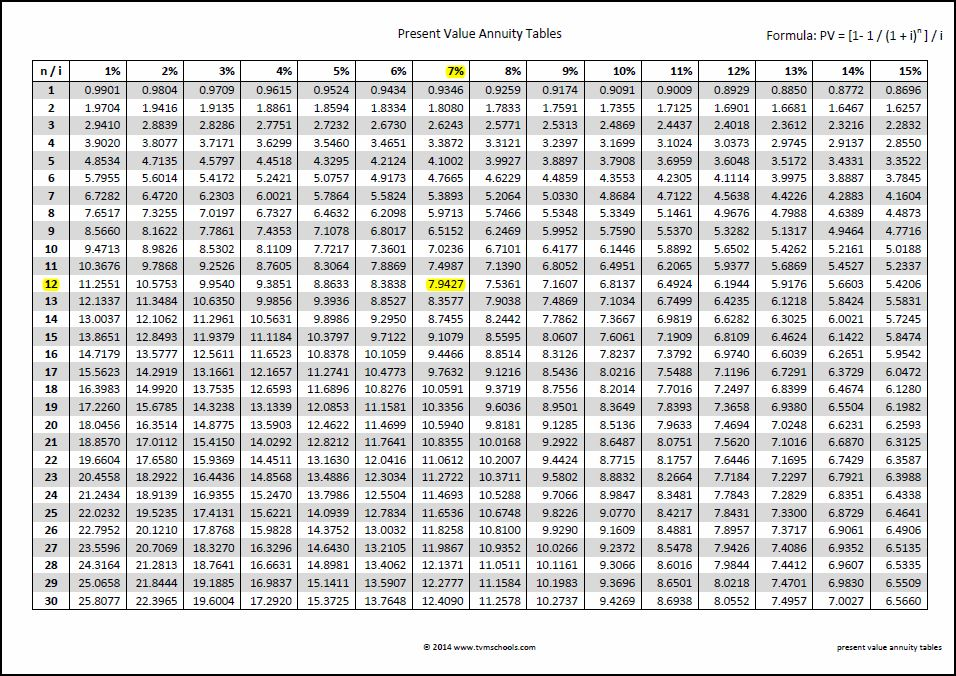 Present Value Annuity Tables
Formula: PV = [1- 1 / (1 + i)ⁿ ] / i
n / i 1% 2% 3% 4% 5% 6% 7% 8% 9% 10% 11% 12% 13% 14% 15%
1 0.9901 0.9804 0.9709 0.9615 0.9524 0.9434 0.9346 0.9259 0.9174 0.9091 0.9009 0.8929 0.8850 0.8772 0.8696
2 1.9704 1.9416 1.9135 1.8861 1.8594 1.8334 1.8080 1.7833 1.7591 1.7355 1.7125 1.6901 1.6681 1.6467 1.6257
3 2.9410 2.8839 2.8286 2.7751 2.7232 2.6730 2.6243 2.5771 2.5313 2.4869 2.4437 2.4018 2.3612 2.3216 2.2832
4 3.9020 3.8077 3.7171 3.6299 3.5460 3.4651 3.3872 3.3121 3.2397 3.1699 3.1024 3.0373 2.9745 2.9137 2.8550
5 4.8534 4.7135 4.5797 4.4518 4.3295 4.2124 4.1002 3.9927 3.8897 3.7908 3.6959 3.6048 3.5172 3.4331 3.3522
6 5.7955 5.6014 5.4172 5.2421 5.0757 4.9173 4.7665 4.6229 4.4859 4.3553 4.2305 4.1114 3.9975 3.8887 3.7845
7 6.7282 6.4720 6.2303 6.0021 5.7864 5.5824 5.3893 5.2064 5.0330 4.8684 4.7122 4.5638 4.4226 4.2883 4.1604
8 7.6517 7.3255 7.0197 6.7327 6.4632 6.2098 5.9713 5.7466 5.5348 5.3349 5.1461 4.9676 4.7988 4.6389 4.4873
9 8.5660 8.1622 7.7861 7.4353 7.1078 6.8017 6.5152 6.2469 5.9952 5.7590 5.5370 5.3282 5.1317 4.9464 4.7716
10 9.4713 8.9826 8.5302 8.1109 7.7217 7.3601 7.0236 6.7101 6.4177 6.1446 5.8892 5.6502 5.4262 5.2161 5.0188
11 10.3676 9.7868 9.2526 8.7605 8.3064 7.8869 7.4987 7.1390 6.8052 6.4951 6.2065 5.9377 5.6869 5.4527 5.2337
12 11.2551 10.5753 9.9540 9.3851 8.8633 8.3838 7.9427 7.5361 7.1607 6.8137 6.4924 6.1944 5.9176 5.6603 5.4206
13 12.1337 11.3484 10.6350 9.9856 9.3936 8.8527 8.3577 7.9038 7.4869 7.1034 6.7499 6.4235 6.1218 5.8424 5.5831
14 13.0037 12.1062 11.2961 10.5631 9.8986 9.2950 8.7455 8.2442 7.7862 7.3667 6.9819 6.6282 6.3025 6.0021 5.7245
15 13.8651 12.8493 11.9379 11.1184 10.3797 9.7122 9.1079 8.5595 8.0607 7.6061 7.1909 6.8109 6.4624 6.1422 5.8474
16 14.7179 13.5777 12.5611 11.6523 10.8378 10.1059 9.4466 8.8514 8.3126 7.8237 7.3792 6.9740 6.6039 6.2651 5.9542
17 15.5623 14.2919 13.1661 12.1657 11.2741 10.4773 9.7632 9.1216 8.5436 8.0216 7.5488 7.1196 6.7291 6.3729 6.0472
18 16.3983 14.9920 13.7535 12.6593 11.6896 10.8276 10.0591 9.3719 8.7556 8.2014 7.7016 7.2497 6.8399 6.4674 6.1280
19 17.2260 15.6785 14.3238 13.1339 12.0853 11.1581 10.3356 9.6036 8.9501 8.3649 7.8393 7.3658 6.9380 6.5504 6.1982
20 18.0456 16.3514 14.8775 13.5903 12.4622 11.4699 10.5940 9.8181 9.1285 8.5136 7.9633 7.4694 7.0248 6.6231 6.2593
21 18.8570 17.0112 15.4150 14.0292 12.8212 11.7641 10.8355 10.0168 9.2922 8.6487 8.0751 7.5620 7.1016 6.6870 6.3125
22 19.6604 17.6580 15.9369 14.4511 13.1630 12.0416 11.0612 10.2007 9.4424 8.7715 8.1757 7.6446 7.1695 6.7429 6.3587
23 20.4558 18.2922 16.4436 14.8568 13.4886 12.3034 11.2722 10.3711 9.5802 8.8832 8.2664 7.7184 7.2297 6.7921 6.3988
24 21.2434 18.9139 16.9355 15.2470 13.7986 12.5504 11.4693 10.5288 9.7066 8.9847 8.3481 7.7843 7.2829 6.8351 6.4338
25 22.0232 19.5235 17.4131 15.6221 14.0939 12.7834 11.6536 10.6748 9.8226 9.0770 8.4217 7.8431 7.3300 6.8729 6.4641
26 22.7952 20.1210 17.8768 15.9828 14.3752 13.0032 11.8258 10.8100 9.9290 9.1609 8.4881 7.8957 7.3717 6.9061 6.4906
27 23.5596 20.7069 18.3270 16.3296 14.6430 13.2105 11.9867 10.9352 10.0266 9.2372 8.5478 7.9426 7.4086 6.9352 6.5135
28 24.3164 21.2813 18.7641 16.6631 14.8981 13.4062 12.1371 11.0511 10.1161 9.3066 8.6016 7.9844 7.4412 6.9607 6.5335
29 25.0658 21.8444 19.1885 16.9837 15.1411 13.5907 12.2777 11.1584 10.1983 9.3696 8.6501 8.0218 7.4701 6.9830 6.5509
30 25.8077 22.3965 19.6004 17.2920 15.3725 13.7648 12.4090 11.2578 10.2737 9.4269 8.6938 8.0552 7.4957 7.0027 6.5660
© 2014 www.tvmschools.com
present value annuity tables